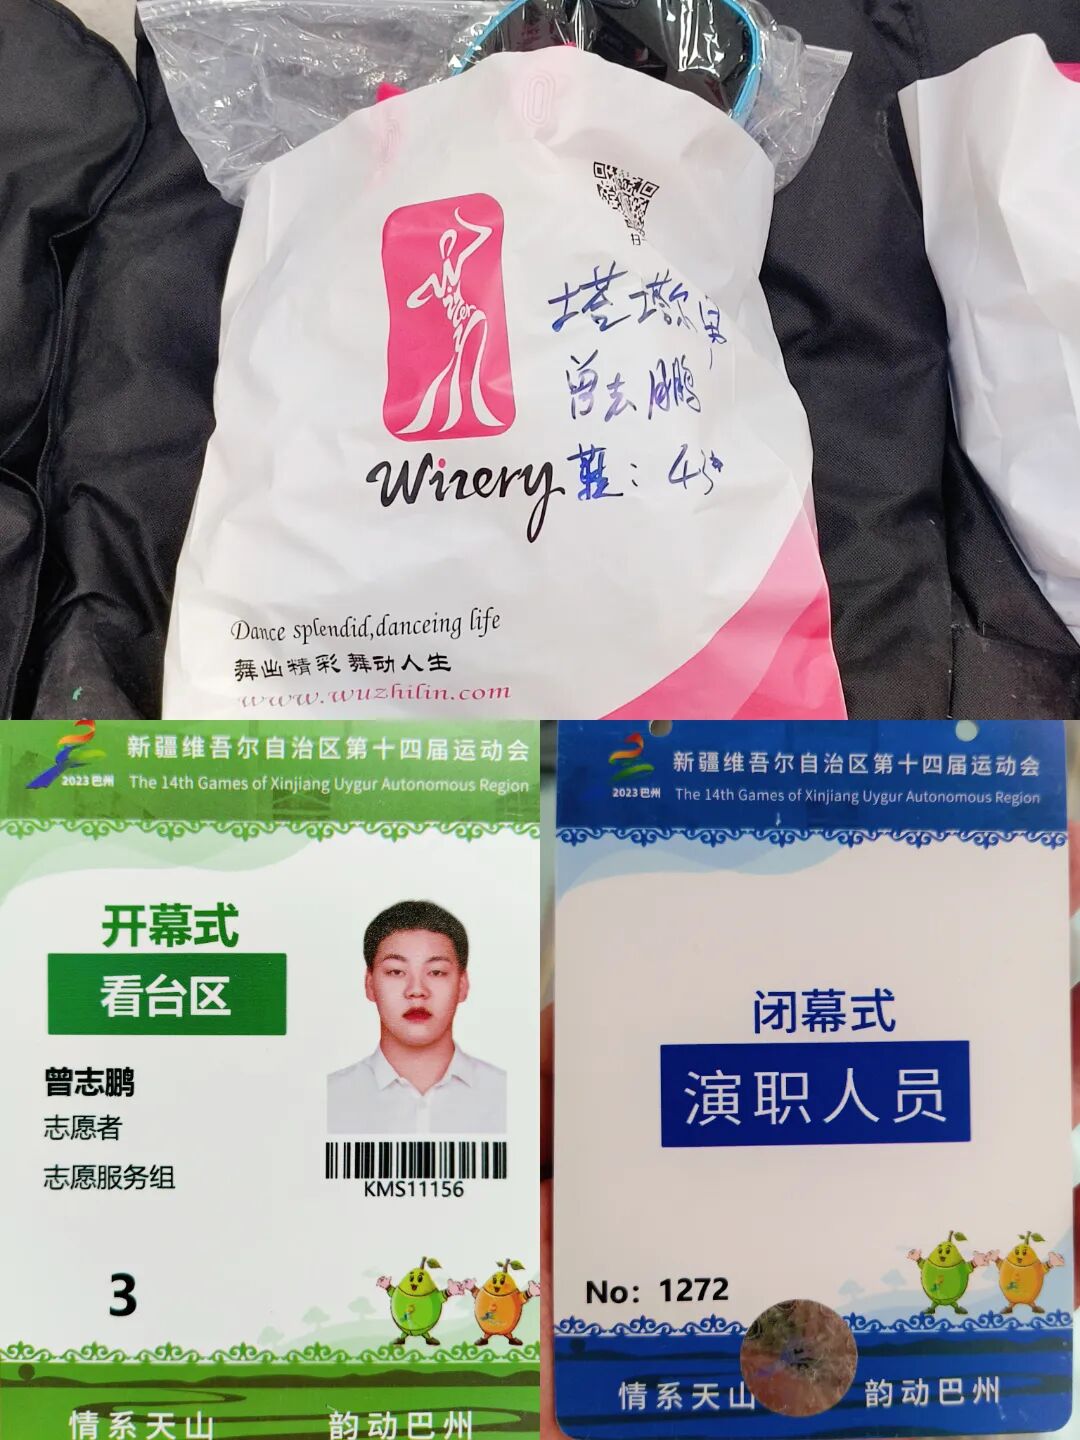 塔塔尔男
曾志鹏
Wizery 鞋：43#
Dance splendid,danceing life
舞出精彩 舞动人生
www.wuzhilin.com
2023 巴州
新疆维吾尔自治区第十四届运动会
The 14th Games of Xinjiang Uygur Autonomous Region
开幕式
看台区
曾志鹏
志愿者
志愿服务组
KMS11156
3
情系天山 韵动巴州
2023 巴州
新疆维吾尔自治区第十四届运动会
The 14th Games of Xinjiang Uygur Autonomous Region
闭幕式
演职人员
No: 1272
情系天山 韵动巴州